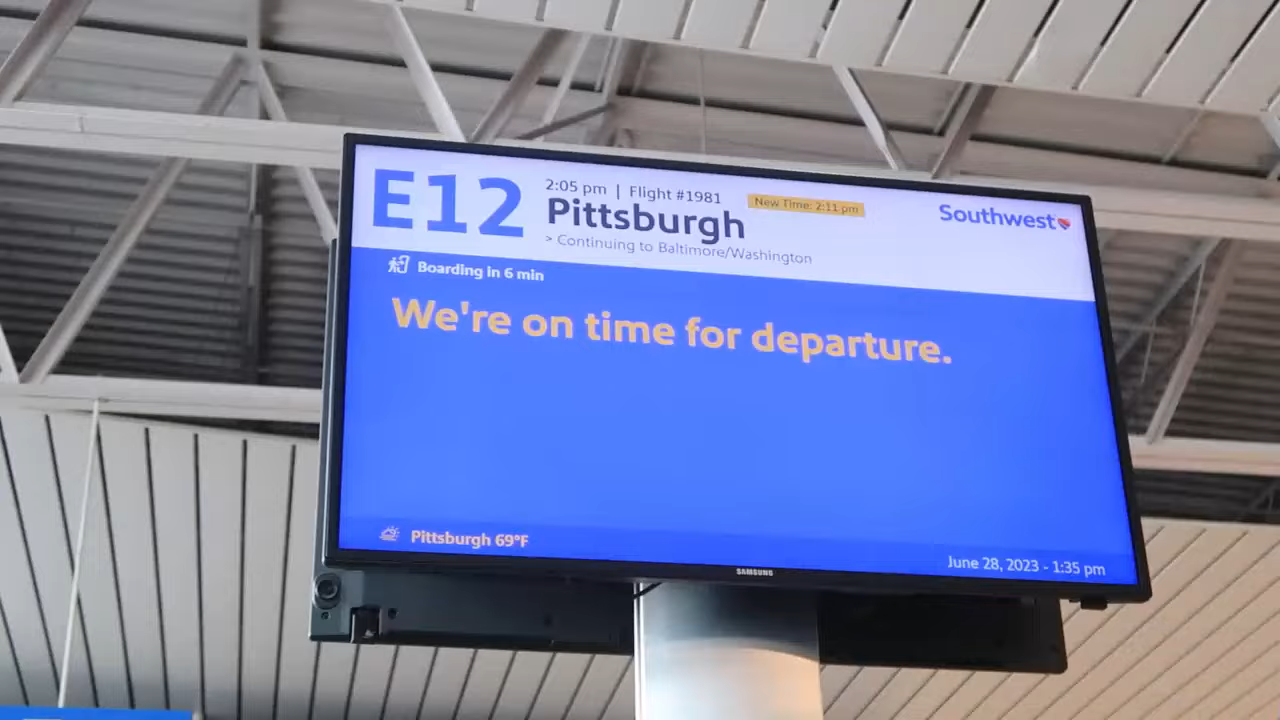 E12
2:05 pm | Flight #1981
New Time: 2:11 pm
Pittsburgh
> Continuing to Baltimore/Washington
Southwest
Boarding in 6 min
We're on time for departure.
Pittsburgh 69°F
June 28, 2023 - 1:35 pm
SAMSUNG